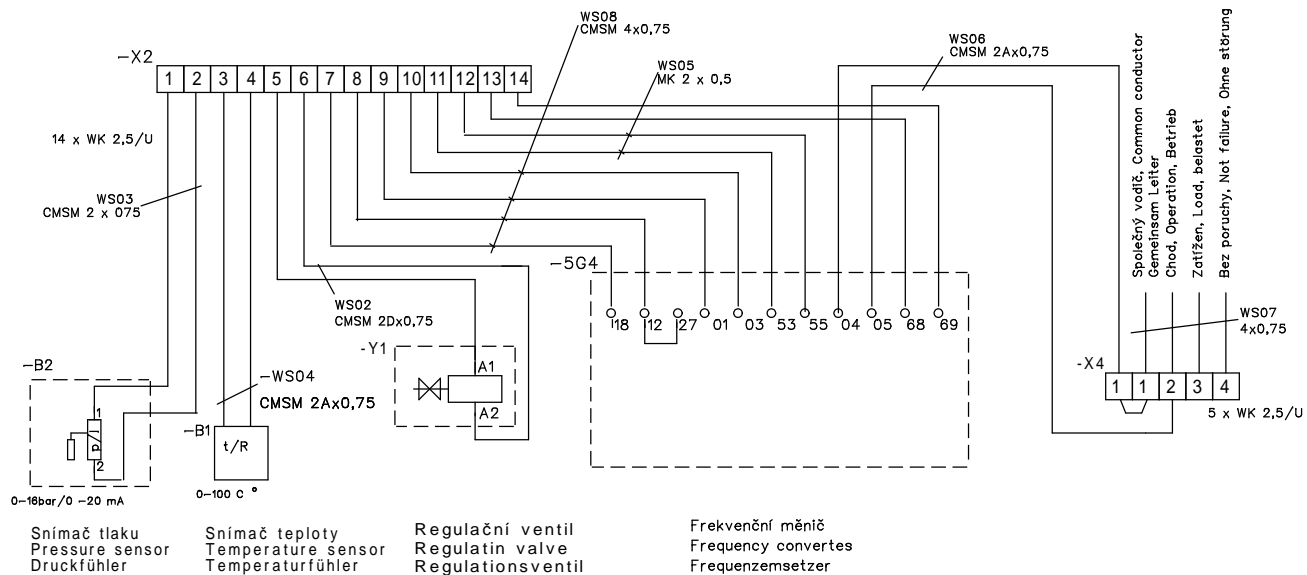 WS08
CMSM 4x0,75
WS06
CMSM 2Ax0,75
–X2
1 2 3 4 5 6 7 8 9 10 11 12 13 14
WS05
MK 2 x 0,5
14 x WK 2,5/U
WS03
CMSM 2 x 075
Společný vodič, Common conductor
Gemeinsam Leiter
Chod, Operation, Betrieb
Zatížen, Load, belastet
Bez poruchy, Not failure, Ohne störung
–5G4
WS02
CMSM 2Dx0,75
18 12 27 01 03 53 55 04 05 68 69
WS07
4x0,75
-Y1
A1
A2
–B2
1
p/I
2
–WS04
CMSM 2Ax0,75
-X4
1 1 2 3 4
5 x WK 2,5/U
–B1
t/R
0–16bar/0 –20 mA
0–100 C °
Snímač tlaku
Pressure sensor
Druckfühler
Snímač teploty
Temperature sensor
Temperaturfühler
Regulační ventil
Regulatin valve
Regulationsventil
Frekvenční měnič
Frequency convertes
Frequenzemsetzer